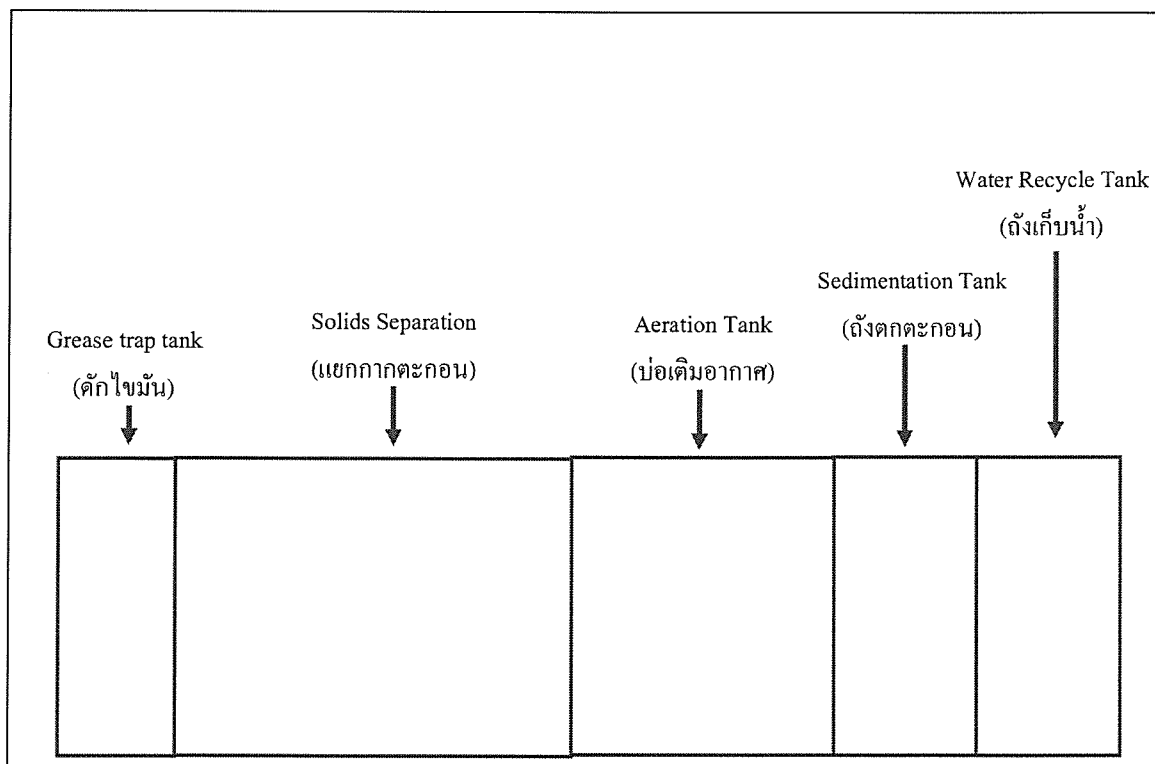 Water Recycle Tank
(ถังเก็บน้ำ)
Sedimentation Tank
(ถังตกตะกอน)
Solids Separation
(แยกกากตะกอน)
Aeration Tank
(บ่อเติมอากาศ)
Grease trap tank
(ดักไขมัน)